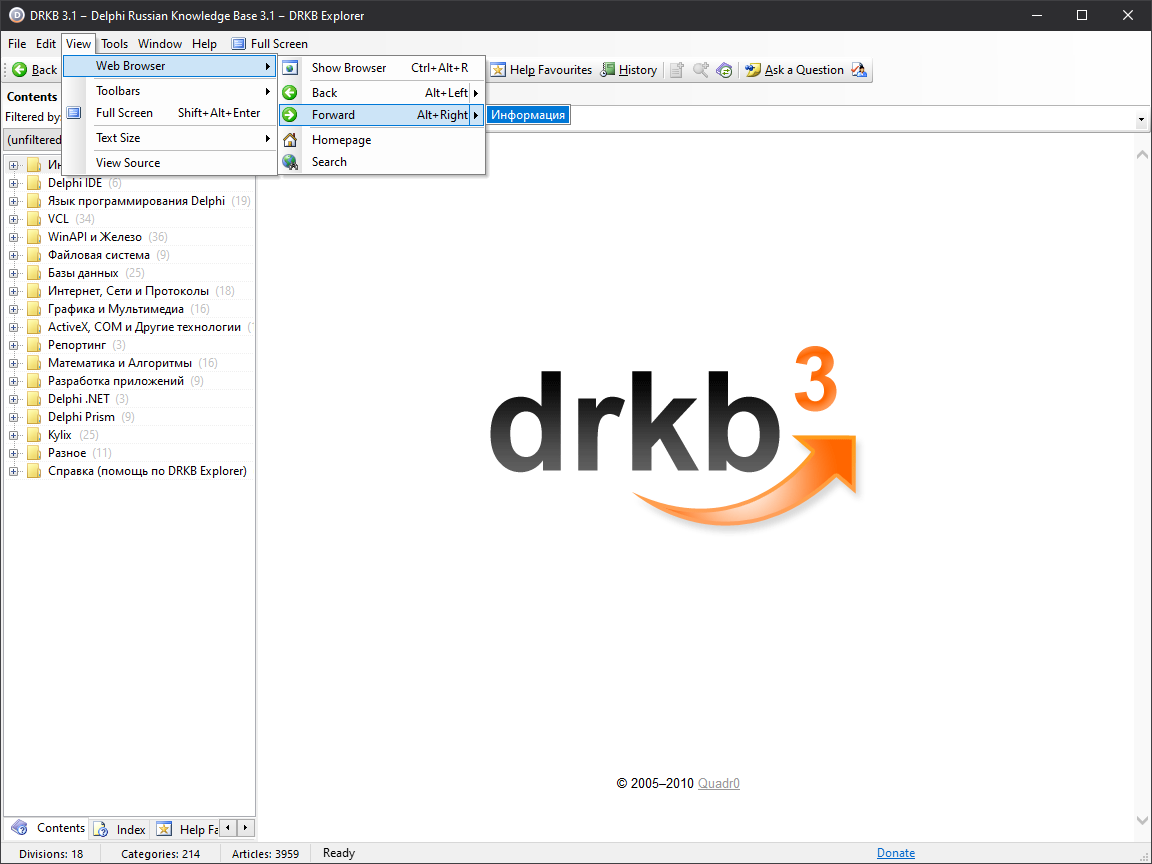 DRKB 3.1 – Delphi Russian Knowledge Base 3.1 – DRKB Explorer
File Edit View Tools Window Help Full Screen
Back Help Favourites History Ask a Question
Web Browser
Toolbars
Full Screen Shift+Alt+Enter
Text Size
View Source
Show Browser Ctrl+Alt+R
Back Alt+Left
Forward Alt+Right
Homepage
Search
Информация
Contents
Filtered by:
(unfiltered
Delphi IDE (6)
Язык программирования Delphi (19)
VCL (34)
WinAPI и Железо (36)
Файловая система (9)
Базы данных (25)
Интернет, Сети и Протоколы (18)
Графика и Мультимедиа (16)
ActiveX, COM и Другие технологии
Репортинг (3)
Математика и Алгоритмы (16)
Разработка приложений (9)
Delphi .NET (3)
Delphi Prism (9)
Kylix (25)
Разное (11)
Справка (помощь по DRKB Explorer)
drkb3
© 2005–2010 Quadr0
Contents Index Help Fa
Divisions: 18 Categories: 214 Articles: 3959 Ready Donate